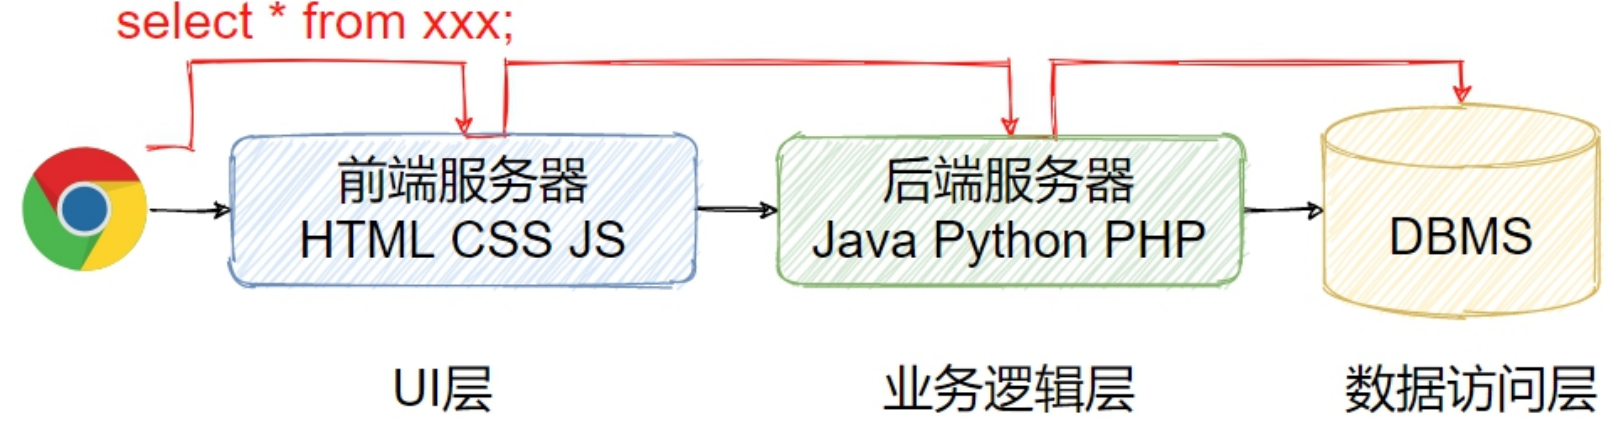 select * from xxx;
前端服务器
HTML CSS JS
后端服务器
Java Python PHP
DBMS
UI层
业务逻辑层
数据访问层